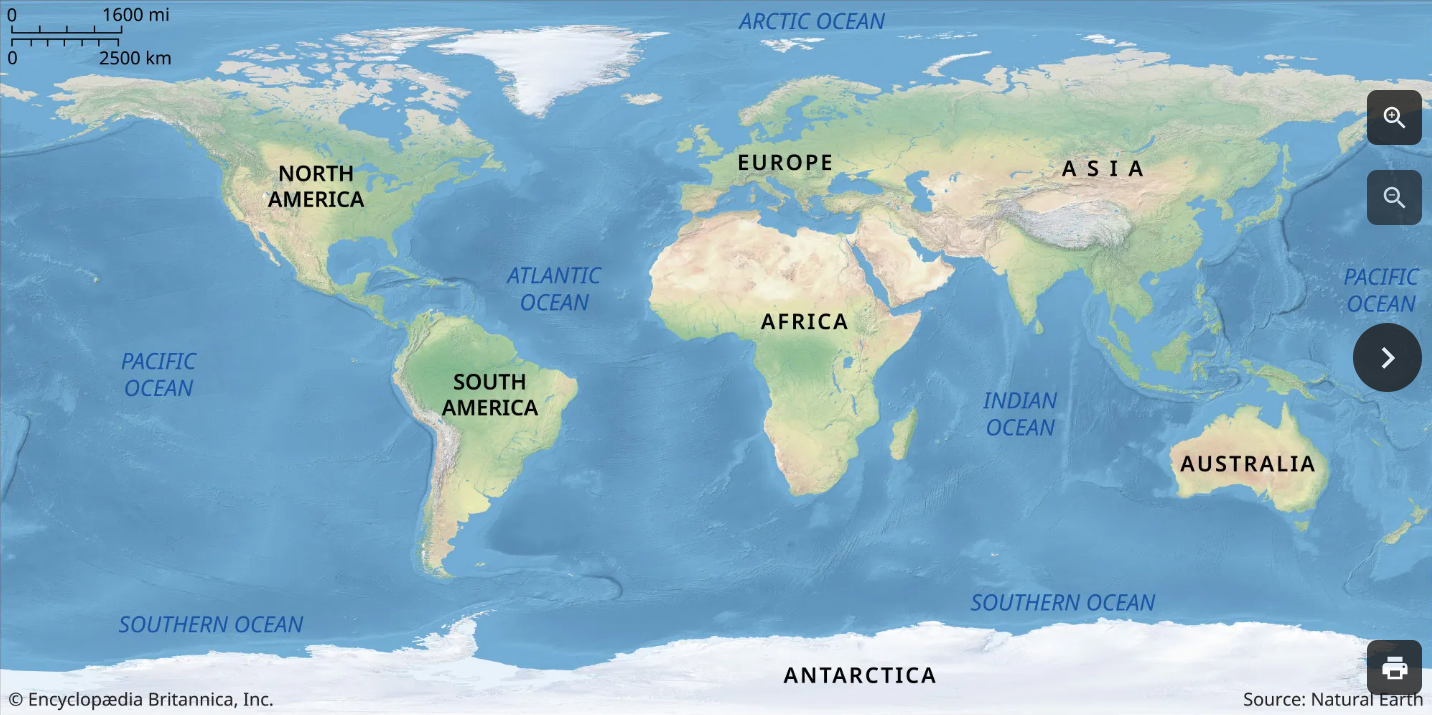 0 1600 mi
0 2500 km
ARCTIC OCEAN
NORTH
AMERICA
EUROPE
ASIA
ATLANTIC
OCEAN
PACIFIC
OCEAN
AFRICA
PACIFIC
OCEAN
SOUTH
AMERICA
INDIAN
OCEAN
AUSTRALIA
SOUTHERN OCEAN
SOUTHERN OCEAN
ANTARCTICA
© Encyclopædia Britannica, Inc.
Source: Natural Earth